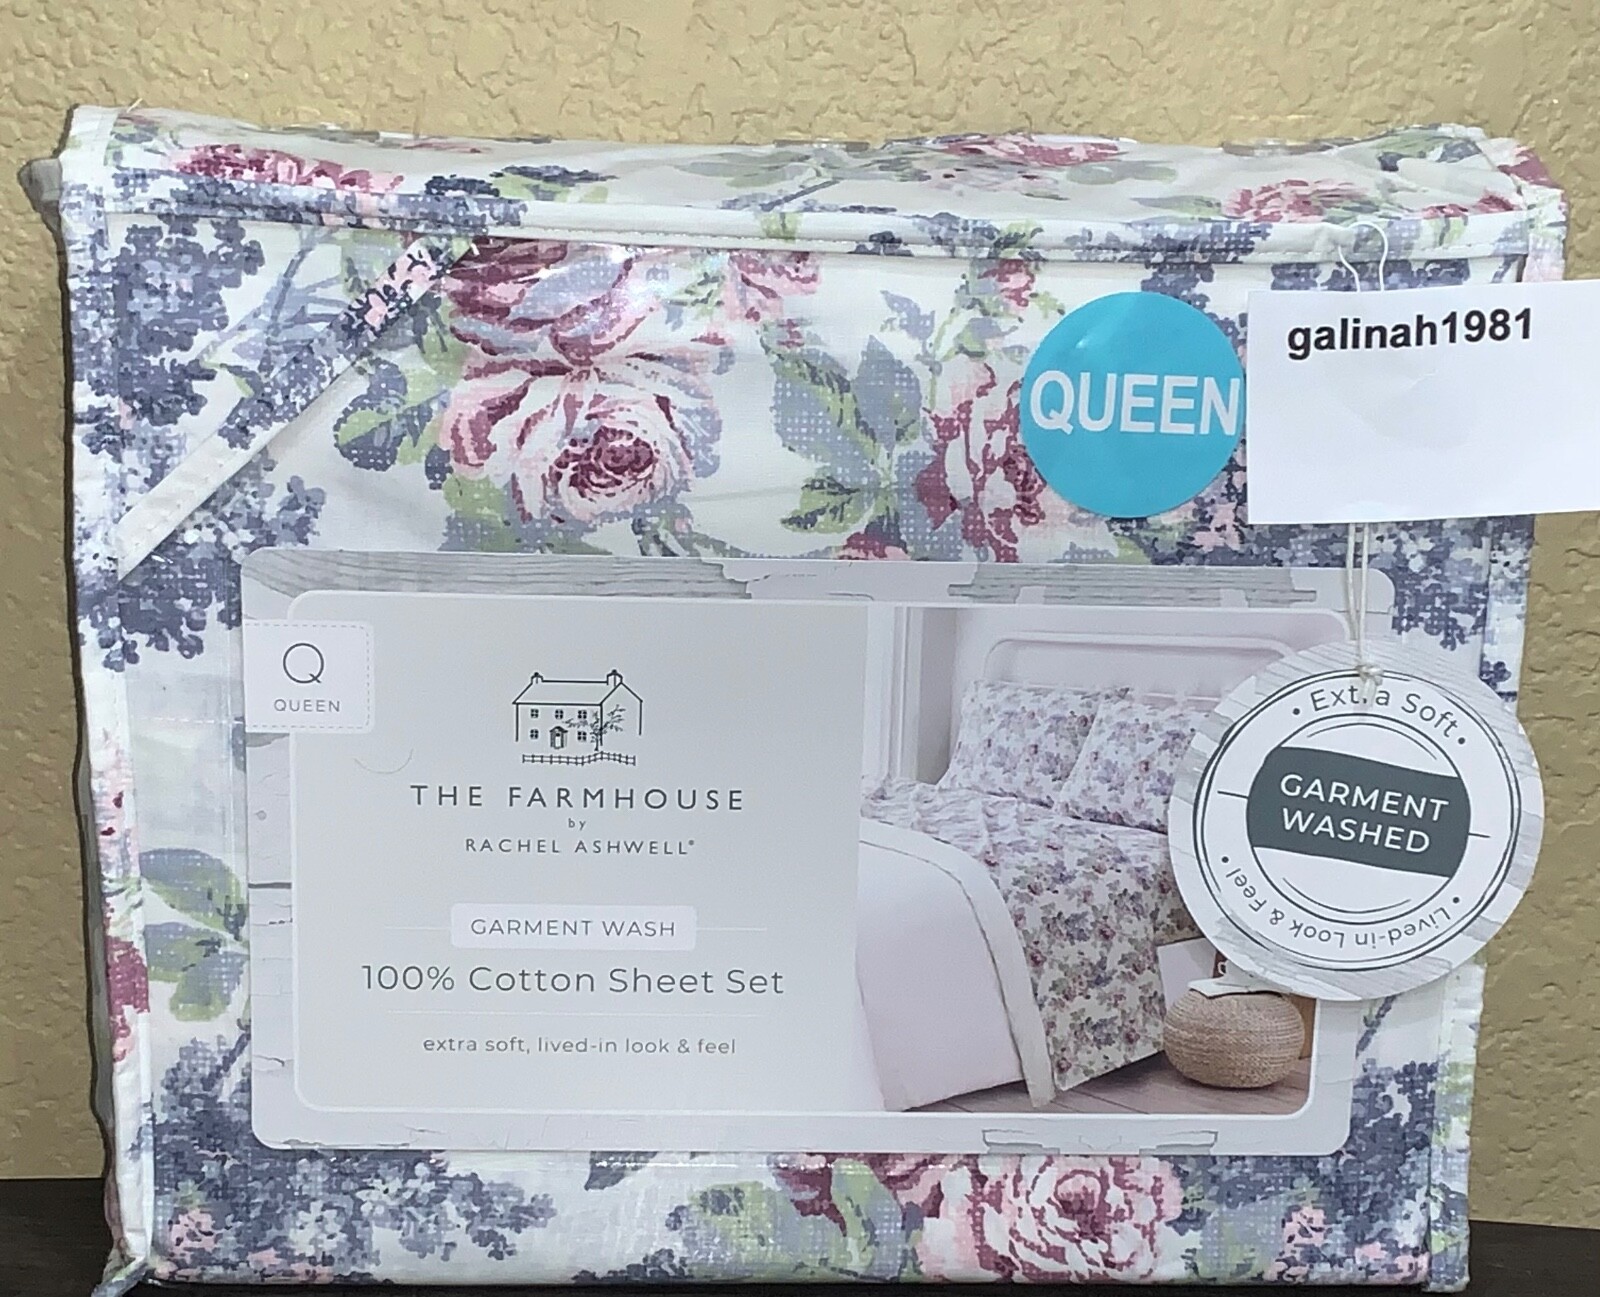 galinah1981
QUEEN
Q
QUEEN
THE FARMHOUSE
by
RACHEL ASHWELL®
GARMENT WASH
100% Cotton Sheet Set
extra soft, lived-in look & feel
• Extra Soft •
GARMENT
WASHED
• Lived-in Look & Feel •